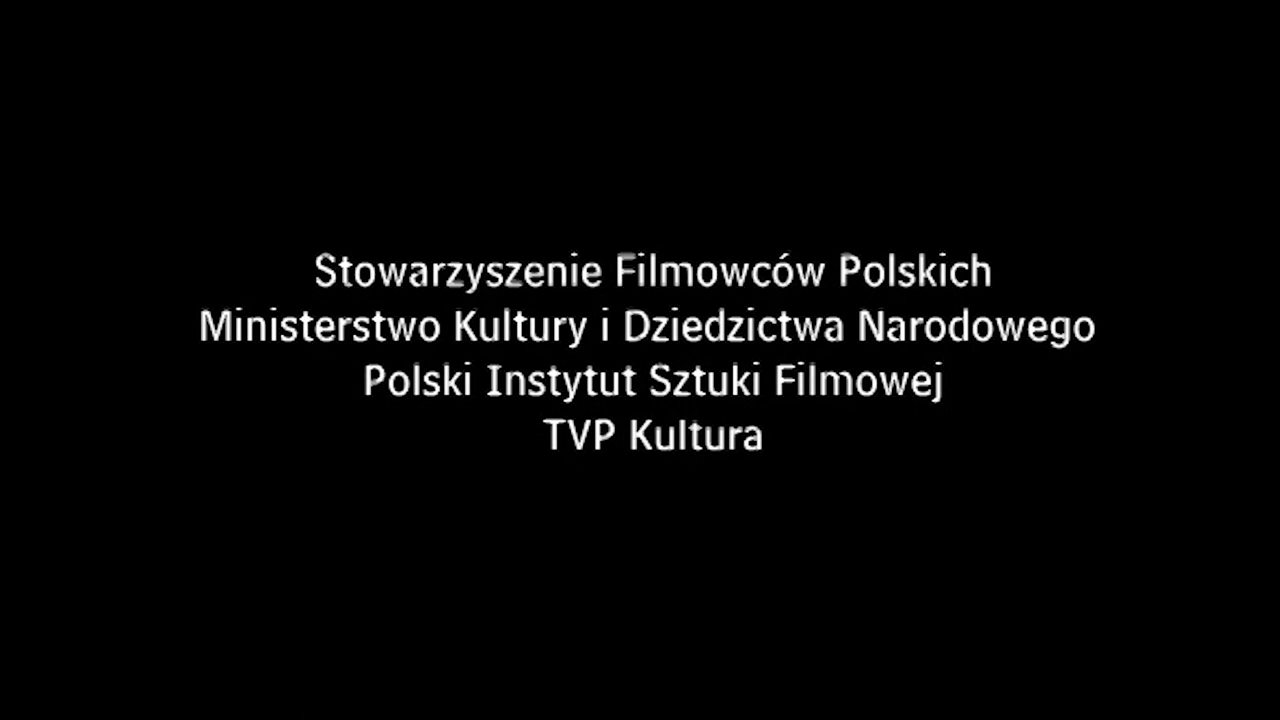 Stowarzyszenie Filmowców Polskich
Ministerstwo Kultury i Dziedzictwa Narodowego
Polski Instytut Sztuki Filmowej
TVP Kultura